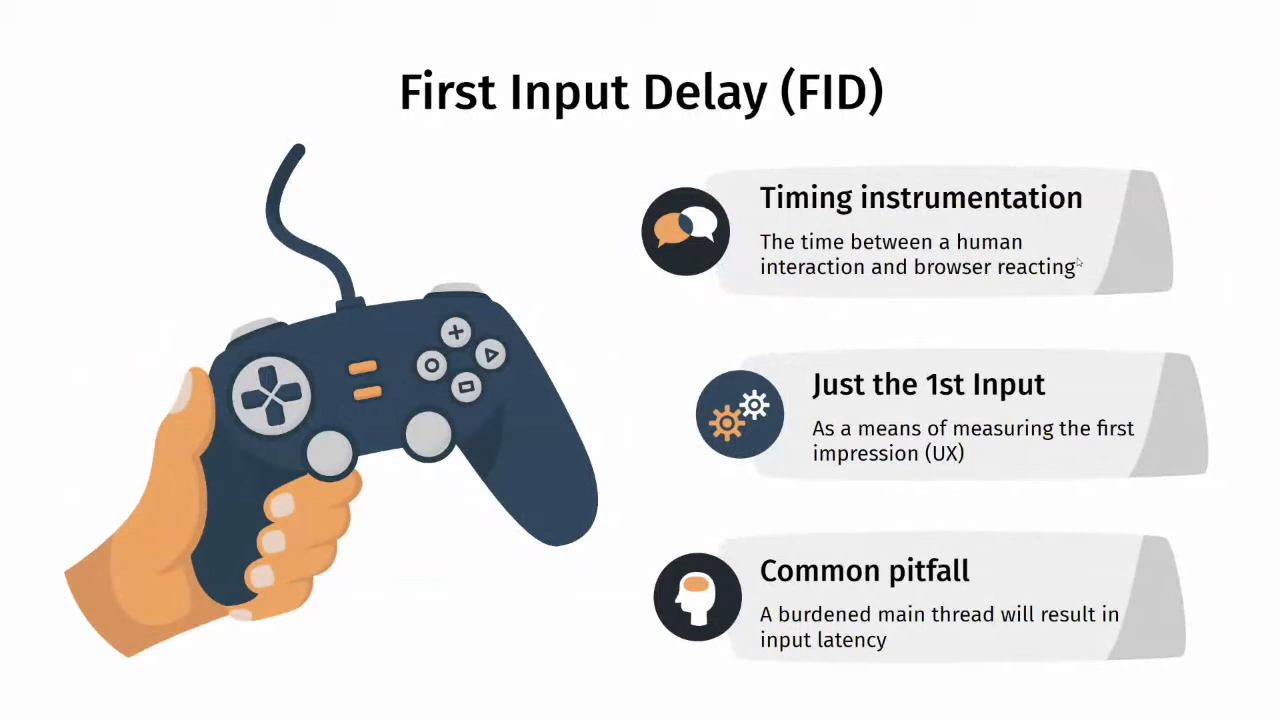 First Input Delay (FID)
Timing instrumentation
The time between a human
interaction and browser reacting
Just the 1st Input
As a means of measuring the first
impression (UX)
Common pitfall
A burdened main thread will result in
input latency